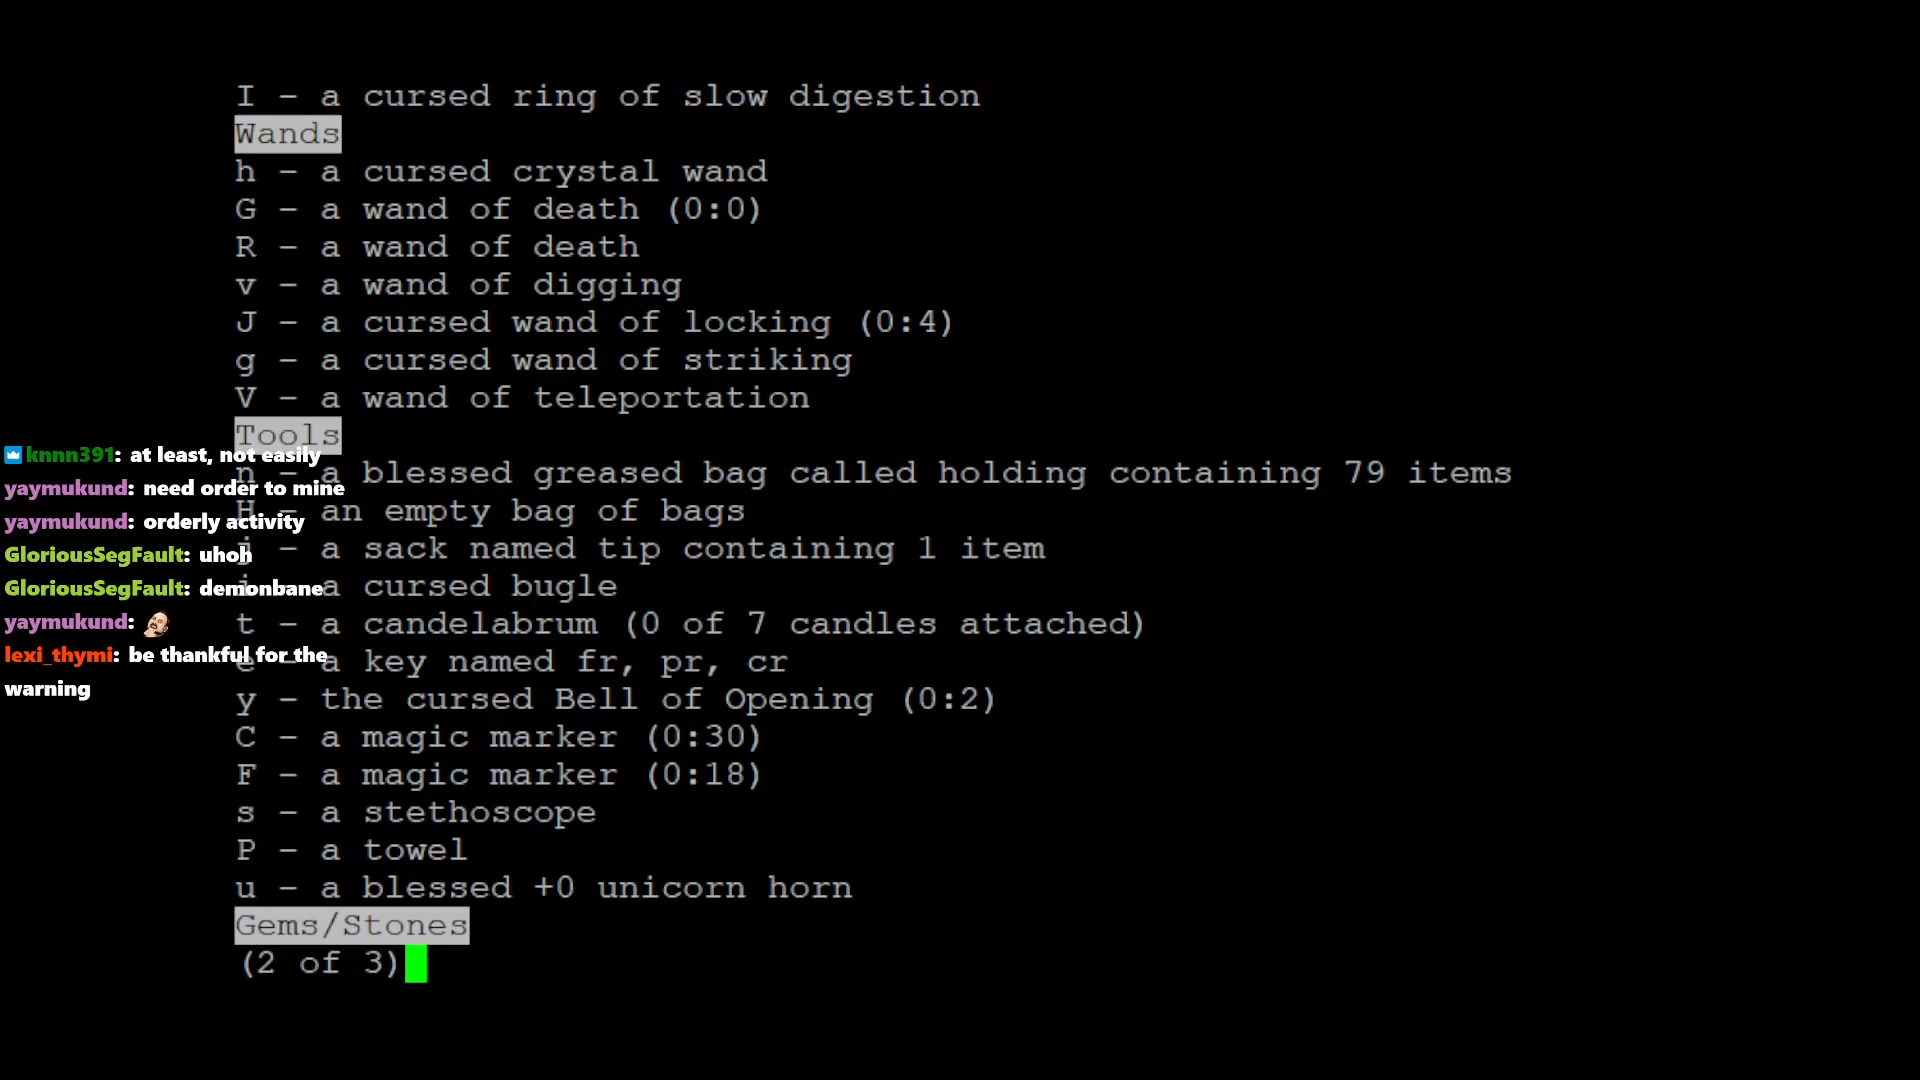 I - a cursed ring of slow digestion
Wands
h - a cursed crystal wand
G - a wand of death (0:0)
R - a wand of death
v - a wand of digging
J - a cursed wand of locking (0:4)
g - a cursed wand of striking
V - a wand of teleportation
Tools
n - a blessed greased bag called holding containing 79 items
H - an empty bag of bags
j - a sack named tip containing 1 item
i - a cursed bugle
t - a candelabrum (0 of 7 candles attached)
e - a key named fr, pr, cr
y - the cursed Bell of Opening (0:2)
C - a magic marker (0:30)
F - a magic marker (0:18)
s - a stethoscope
P - a towel
u - a blessed +0 unicorn horn
Gems/Stones
(2 of 3)
knnn391: at least, not easily
yaymukund: need order to mine
yaymukund: orderly activity
GloriousSegFault: uhoh
GloriousSegFault: demonbane
yaymukund:
lexi_thymi: be thankful for the
warning